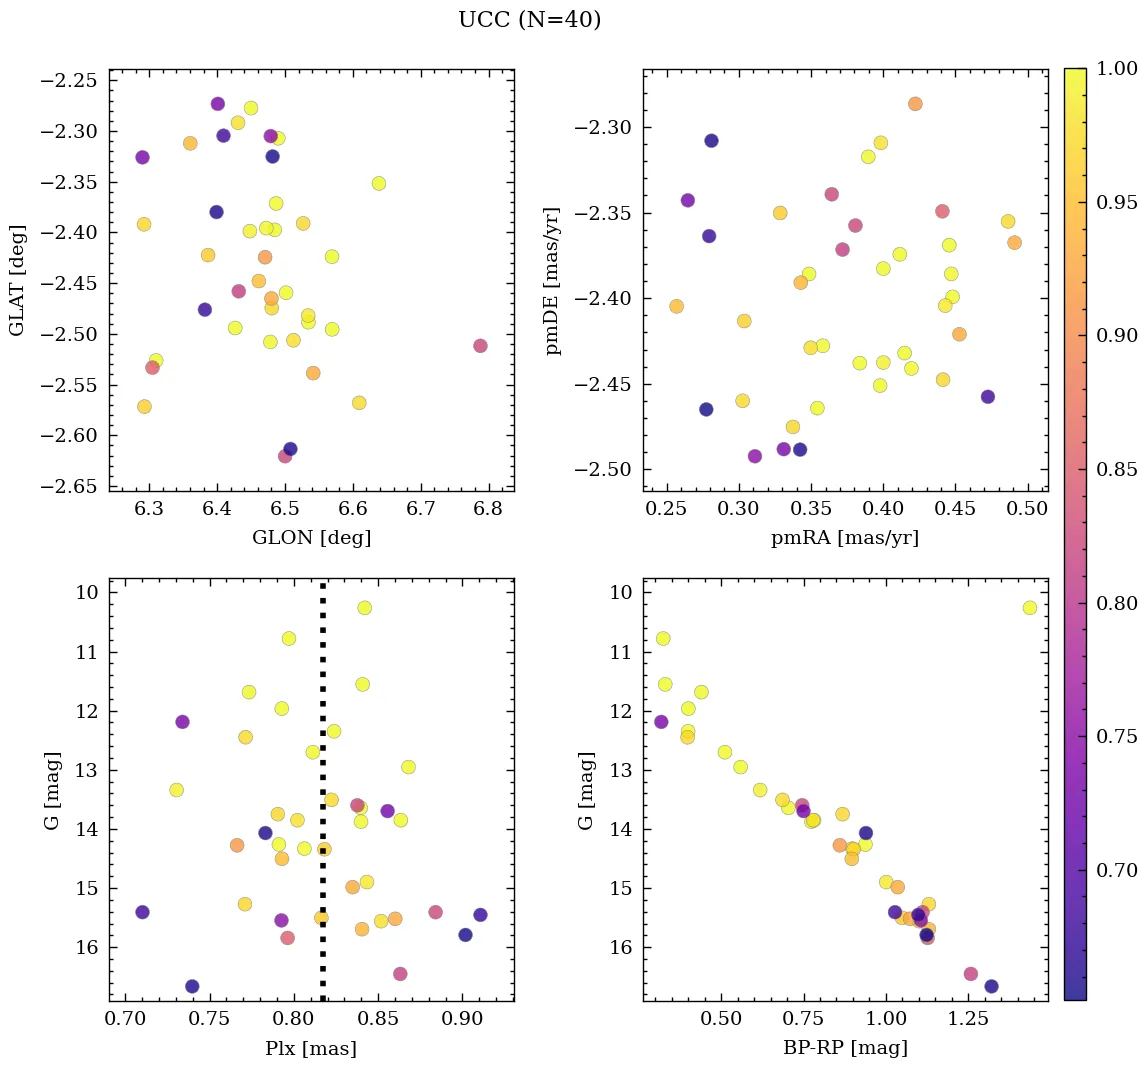 UCC (N=40)
−2.25
−2.30
−2.35
−2.40
−2.45
−2.50
−2.55
−2.60
−2.65
GLAT [deg]
6.3 6.4 6.5 6.6 6.7 6.8
GLON [deg]
−2.30
−2.35
−2.40
−2.45
−2.50
pmDE [mas/yr]
0.25 0.30 0.35 0.40 0.45 0.50
pmRA [mas/yr]
1.00
0.95
0.90
0.85
0.80
0.75
0.70
10
11
12
13
14
15
16
G [mag]
0.70 0.75 0.80 0.85 0.90
Plx [mas]
10
11
12
13
14
15
16
G [mag]
0.50 0.75 1.00 1.25
BP-RP [mag]